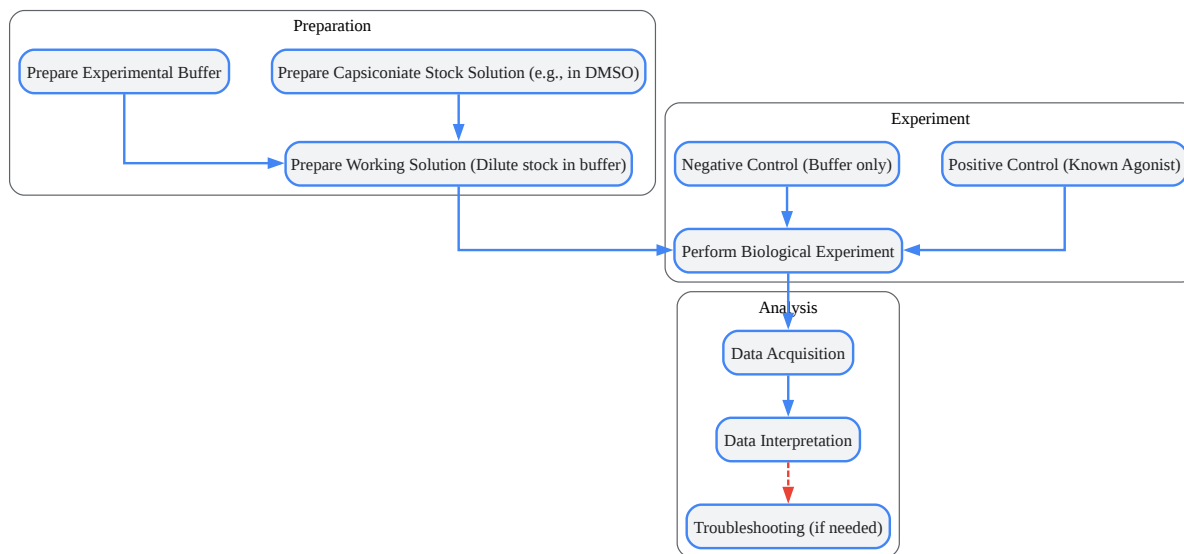 Preparation
Prepare Experimental Buffer
Prepare Capsiconiate Stock Solution (e.g., in DMSO)
Prepare Working Solution (Dilute stock in buffer)
Experiment
Negative Control (Buffer only)
Positive Control (Known Agonist)
Perform Biological Experiment
Analysis
Data Acquisition
Data Interpretation
Troubleshooting (if needed)